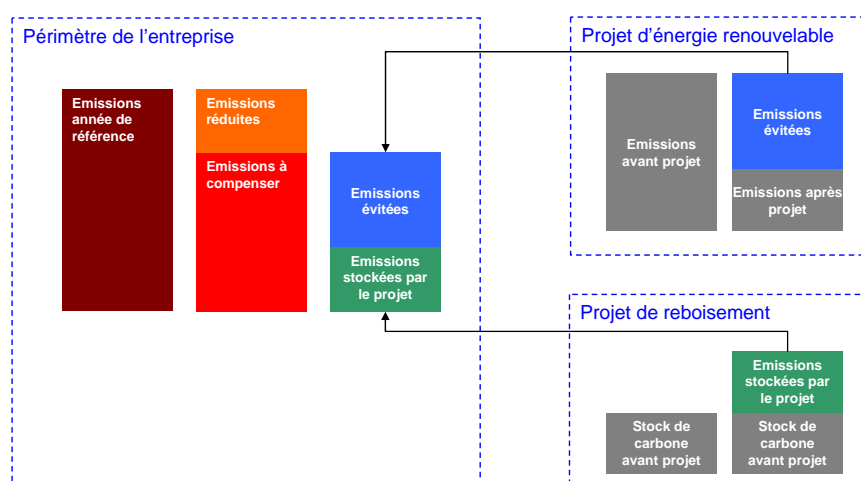 Périmètre de l'entreprise
Emissions
année de
référence
Emissions
réduites
Emissions à
compenser
Emissions
évitées
Emissions
stockées par
le projet
Projet d'énergie renouvelable
Emissions
avant projet
Emissions
évitées
Emissions après
projet
Projet de reboisement
Emissions
stockées par
le projet
Stock de
carbone
avant projet
Stock de
carbone
avant projet